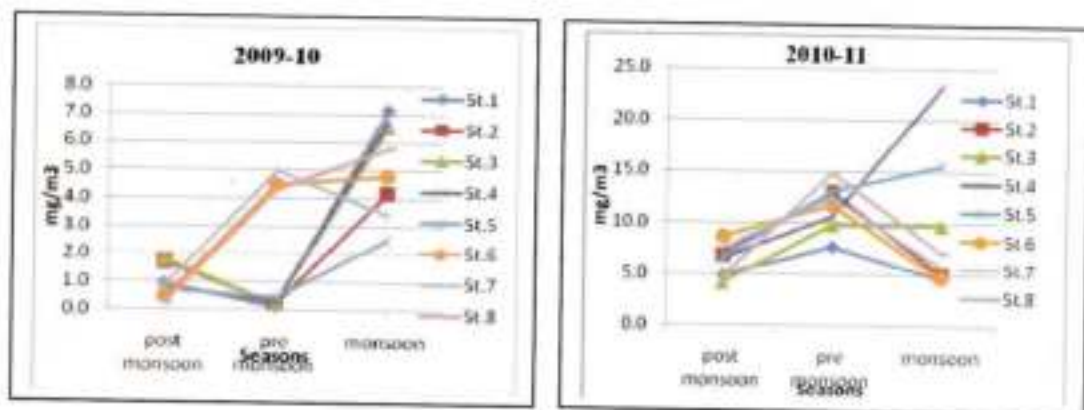 2009-10
8.0
7.0
6.0
5.0
4.0
3.0
2.0
1.0
0.0
mg/m3
post monsoon
pre monsoon
monsoon
Seasons
St.1
St.2
St.3
St.4
St.5
St.6
St.7
St.8
2010-11
25.0
20.0
15.0
10.0
5.0
0.0
mg/m3
post monsoon
pre monsoon
monsoon
Seasons
St.1
St.2
St.3
St.4
St.5
St.6
St.7
St.8